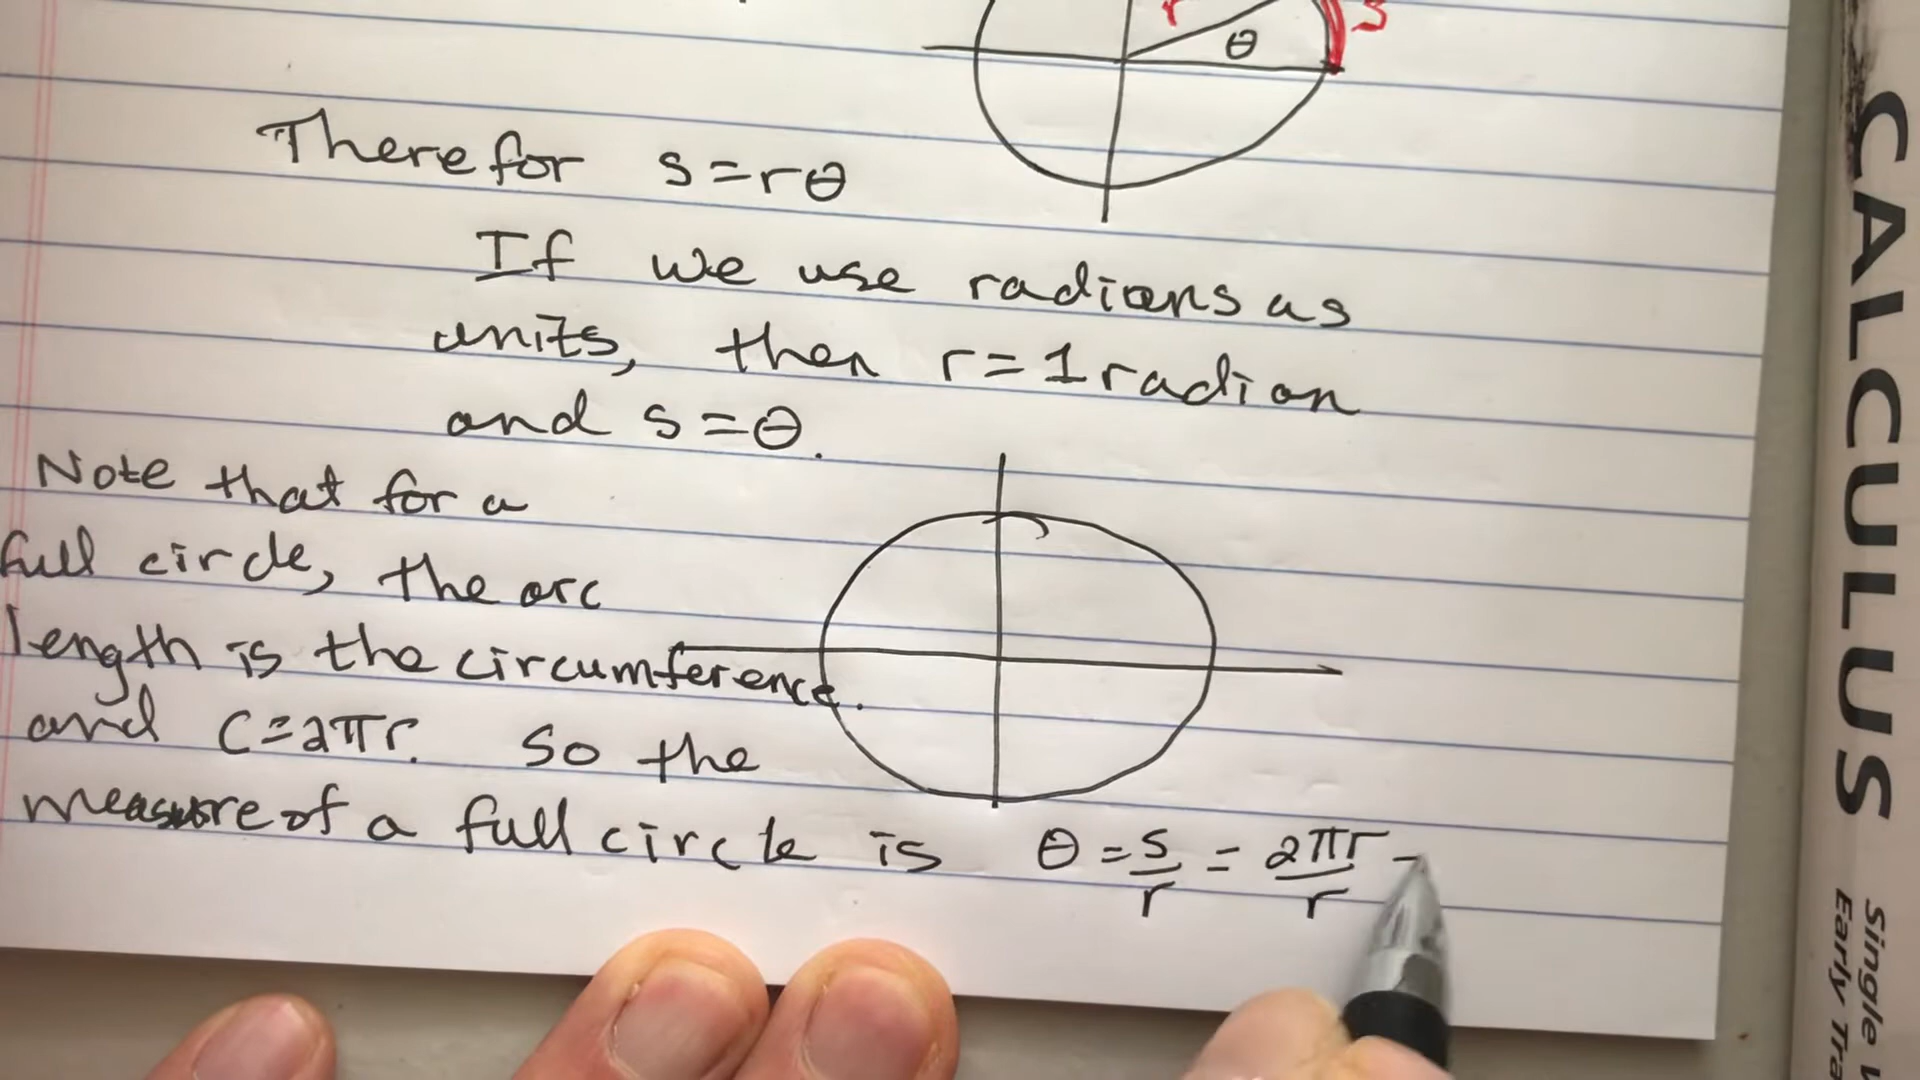 r
s
θ
Therefor s=rθ
If we use radians as
units, then r=1 radian
and s=θ.
Note that for a
full circle, the arc
length is the circumference.
and C=2πr. So the
measure of a full circle is θ = s/r = 2πr/r -
CALCULUS
Single
Early Tra